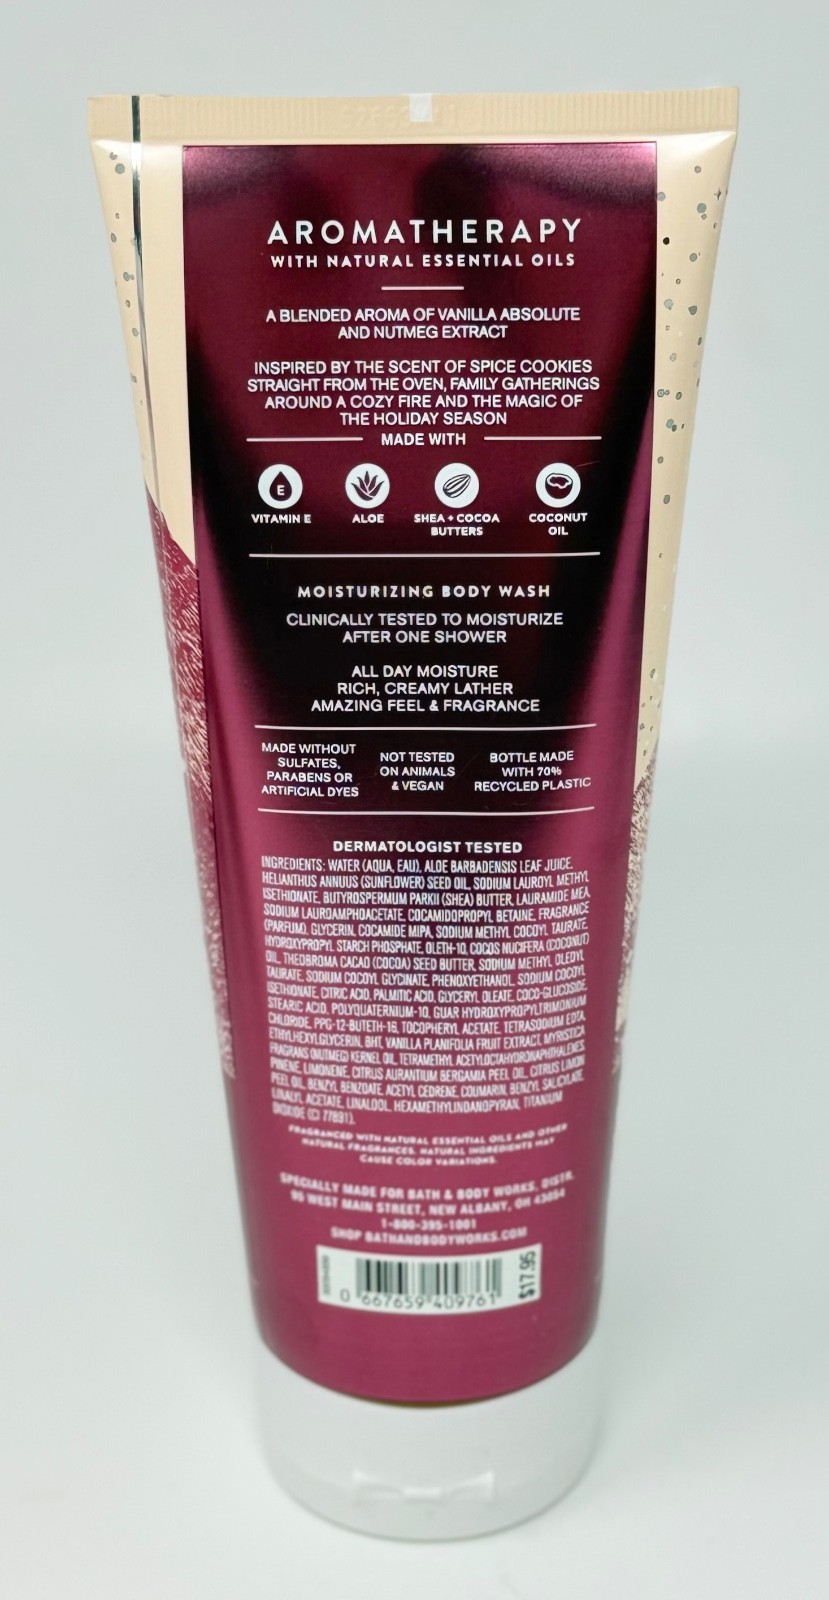 AROMATHERAPY
WITH NATURAL ESSENTIAL OILS
A BLENDED AROMA OF VANILLA ABSOLUTE
AND NUTMEG EXTRACT
INSPIRED BY THE SCENT OF SPICE COOKIES
STRAIGHT FROM THE OVEN, FAMILY GATHERINGS
AROUND A COZY FIRE AND THE MAGIC OF
THE HOLIDAY SEASON
MADE WITH
E
VITAMIN E
ALOE
SHEA + COCOA
BUTTERS
COCONUT
OIL
MOISTURIZING BODY WASH
CLINICALLY TESTED TO MOISTURIZE
AFTER ONE SHOWER
ALL DAY MOISTURE
RICH, CREAMY LATHER
AMAZING FEEL & FRAGRANCE
MADE WITHOUT
SULFATES,
PARABENS OR
ARTIFICIAL DYES
NOT TESTED
ON ANIMALS
& VEGAN
BOTTLE MADE
WITH 70%
RECYCLED PLASTIC
DERMATOLOGIST TESTED
INGREDIENTS: WATER (AQUA, EAU), ALOE BARBADENSIS LEAF JUICE,
HELIANTHUS ANNUUS (SUNFLOWER) SEED OIL, SODIUM LAUROYL METHYL
ISETHIONATE, BUTYROSPERMUM PARKII (SHEA) BUTTER, LAURAMIDE MEA,
SODIUM LAUROAMPHOACETATE, COCAMIDOPROPYL BETAINE, FRAGRANCE
(PARFUM), GLYCERIN, COCAMIDE MIPA, SODIUM METHYL COCOYL TAURATE,
HYDROXYPROPYL STARCH PHOSPHATE, OLETH-10, COCOS NUCIFERA (COCONUT)
OIL, THEOBROMA CACAO (COCOA) SEED BUTTER, SODIUM METHYL OLEOYL
TAURATE, SODIUM COCOYL GLYCINATE, PHENOXYETHANOL, SODIUM COCOYL
ISETHIONATE, CITRIC ACID, PALMITIC ACID, GLYCERYL OLEATE, COCO-GLUCOSIDE,
STEARIC ACID, POLYQUATERNIUM-10, GUAR HYDROXYPROPYLTRIMONIUM
CHLORIDE, PPG-12-BUTETH-16, TOCOPHERYL ACETATE, TETRASODIUM EDTA,
ETHYLHEXYLGLYCERIN, BHT, VANILLA PLANIFOLIA FRUIT EXTRACT, MYRISTICA
FRAGRANS (NUTMEG) KERNEL OIL, TETRAMETHYL ACETYLOCTAHYDRONAPHTHALENES,
PINENE, LIMONENE, CITRUS AURANTIUM BERGAMIA PEEL OIL, CITRUS LIMON
PEEL OIL, BENZYL BENZOATE, ACETYL CEDRENE, COUMARIN, BENZYL SALICYLATE,
LINALYL ACETATE, LINALOOL, HEXAMETHYLINDANOPYRAN, TITANIUM
DIOXIDE (CI 77891).
FRAGRANCED WITH NATURAL ESSENTIAL OILS AND OTHER
NATURAL FRAGRANCES. NATURAL INGREDIENTS MAY
CAUSE COLOR VARIATIONS.
SPECIALLY MADE FOR BATH & BODY WORKS, DISTR.
95 WEST MAIN STREET, NEW ALBANY, OH 43054
1-800-395-1001
SHOP BATHANDBODYWORKS.COM
0 667659 409761
$17.95